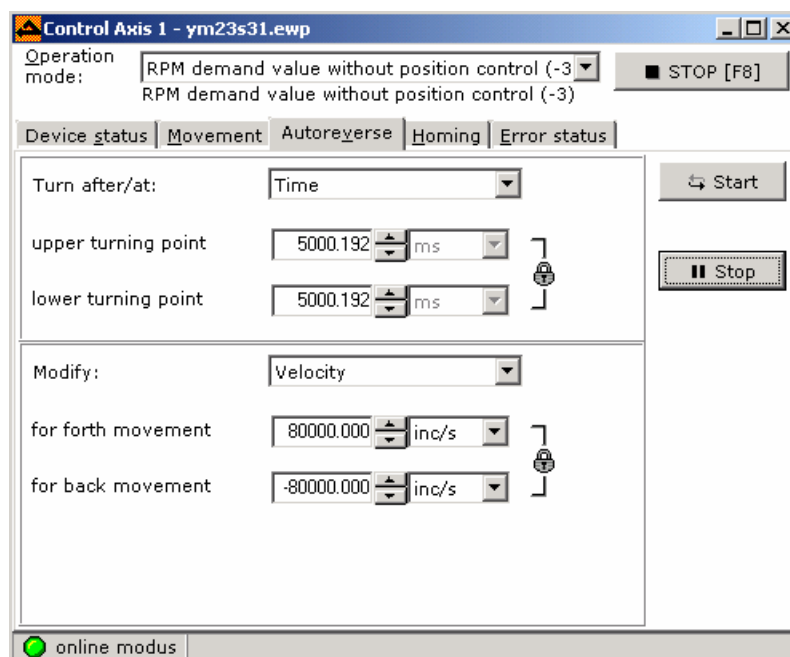 Control Axis 1 - ym23s31.ewp
Operation mode:
RPM demand value without position control (-3
STOP [F8]
RPM demand value without position control (-3)
Device status Movement Autoreverse Homing Error status
Turn after/at: Time
Start
upper turning point 5000.192 ms
Stop
lower turning point 5000.192 ms
Modify: Velocity
for forth movement 80000.000 inc/s
for back movement -80000.000 inc/s
online modus